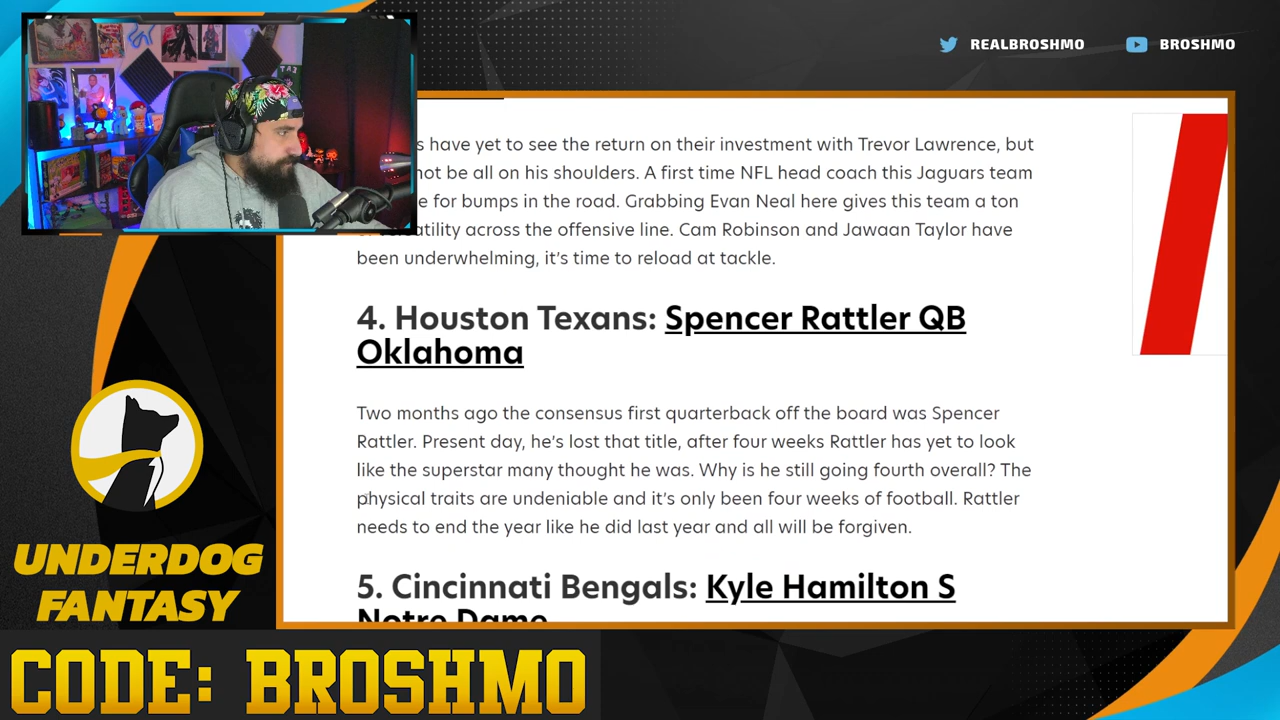 REALBROSHMO
BROSHMO
have yet to see the return on their investment with Trevor Lawrence, but
not be all on his shoulders. A first time NFL head coach this Jaguars team
for bumps in the road. Grabbing Evan Neal here gives this team a ton
across the offensive line. Cam Robinson and Jawaan Taylor have
been underwhelming, it's time to reload at tackle.
4. Houston Texans: Spencer Rattler QB
Oklahoma
Two months ago the consensus first quarterback off the board was Spencer
Rattler. Present day, he's lost that title, after four weeks Rattler has yet to look
like the superstar many thought he was. Why is he still going fourth overall? The
physical traits are undeniable and it's only been four weeks of football. Rattler
needs to end the year like he did last year and all will be forgiven.
5. Cincinnati Bengals: Kyle Hamilton S
Notre Dame
UNDERDOG
FANTASY
CODE: BROSHMO